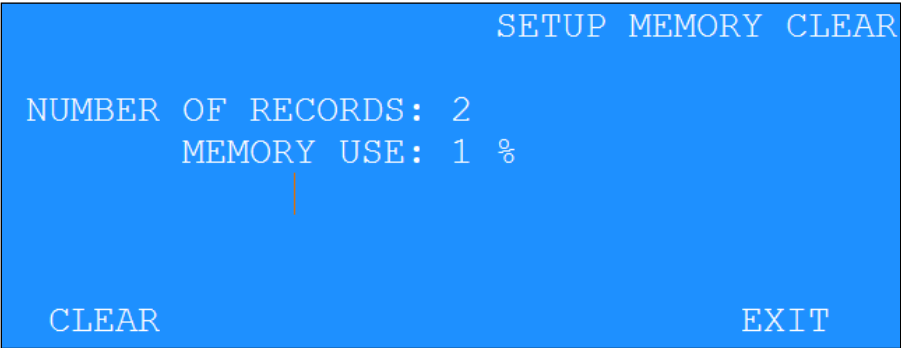 SETUP MEMORY CLEAR
NUMBER OF RECORDS: 2
MEMORY USE: 1 %
CLEAR EXIT